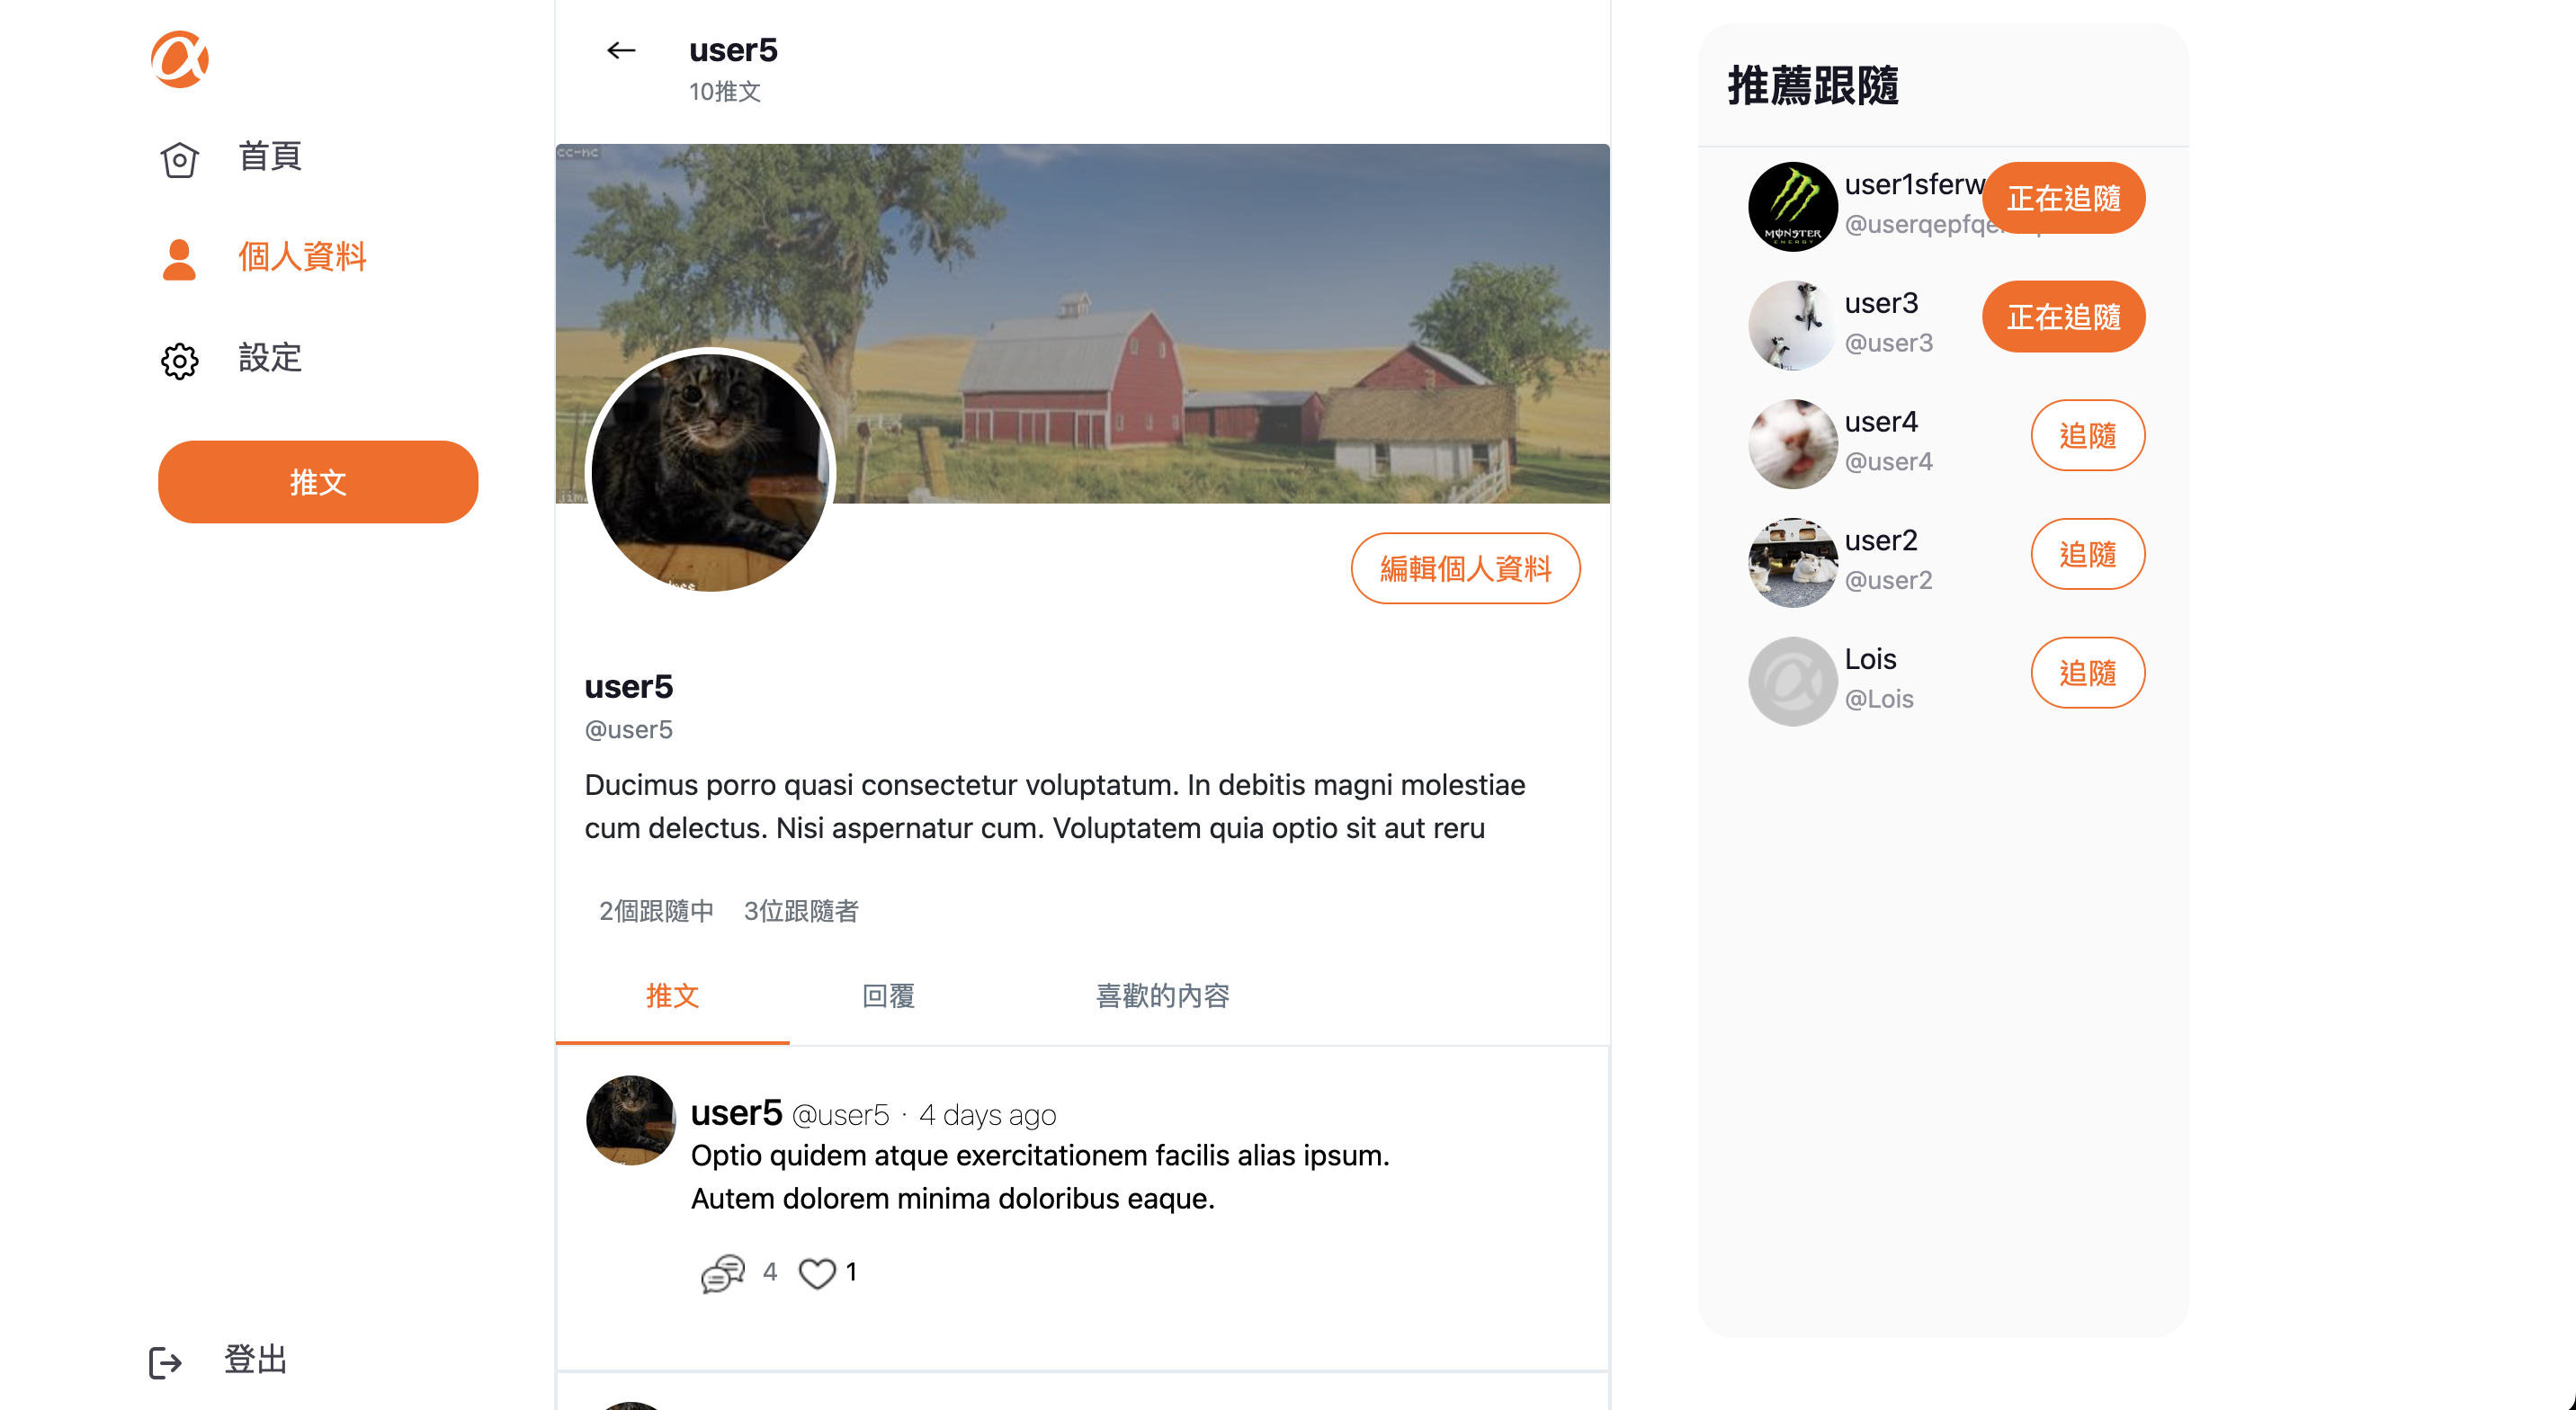 首頁
個人資料
設定
推文
登出
user5
10推文
cc-nc
編輯個人資料
user5
@user5
Ducimus porro quasi consectetur voluptatum. In debitis magni molestiae
cum delectus. Nisi aspernatur cum. Voluptatem quia optio sit aut reru
2個跟隨中 3位跟隨者
推文 回覆 喜歡的內容
user5 @user5 · 4 days ago
Optio quidem atque exercitationem facilis alias ipsum.
Autem dolorem minima doloribus eaque.
4 1
推薦跟隨
MONSTER
ENERGY
user1sferw
正在追隨
user3
@user3
正在追隨
user4
@user4
追隨
user2
@user2
追隨
Lois
@Lois
追隨